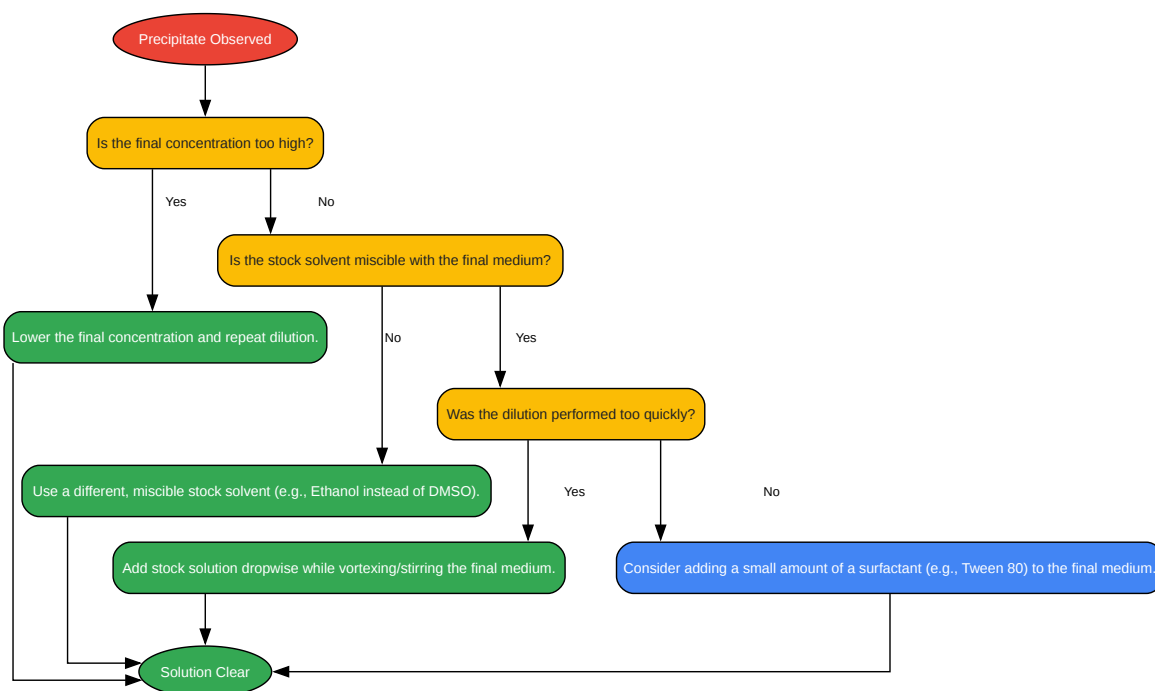 Precipitate Observed
Is the final concentration too high?
Yes
No
Is the stock solvent miscible with the final medium?
Lower the final concentration and repeat dilution.
No
Yes
Was the dilution performed too quickly?
Use a different, miscible stock solvent (e.g., Ethanol instead of DMSO).
Yes
No
Add stock solution dropwise while vortexing/stirring the final medium.
Consider adding a small amount of a surfactant (e.g., Tween 80) to the final medium.
Solution Clear